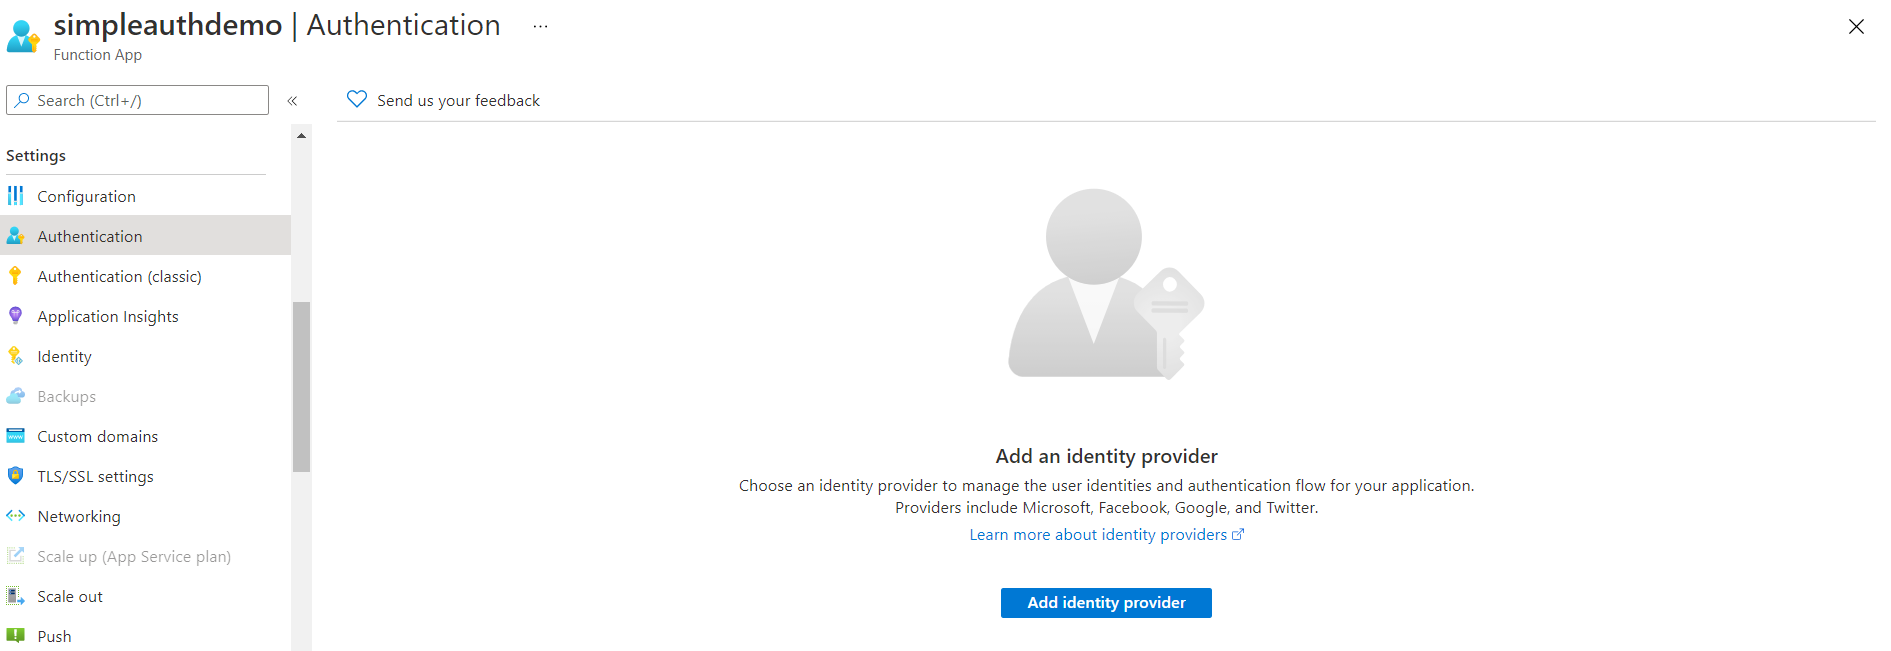 simpleauthdemo | Authentication ...
Function App
Search (Ctrl+/)
«
Send us your feedback
Settings
Configuration
Authentication
Authentication (classic)
Application Insights
Identity
Backups
Custom domains
TLS/SSL settings
Networking
Scale up (App Service plan)
Scale out
Push
Add an identity provider
Choose an identity provider to manage the user identities and authentication flow for your application.
Providers include Microsoft, Facebook, Google, and Twitter.
Learn more about identity providers
Add identity provider